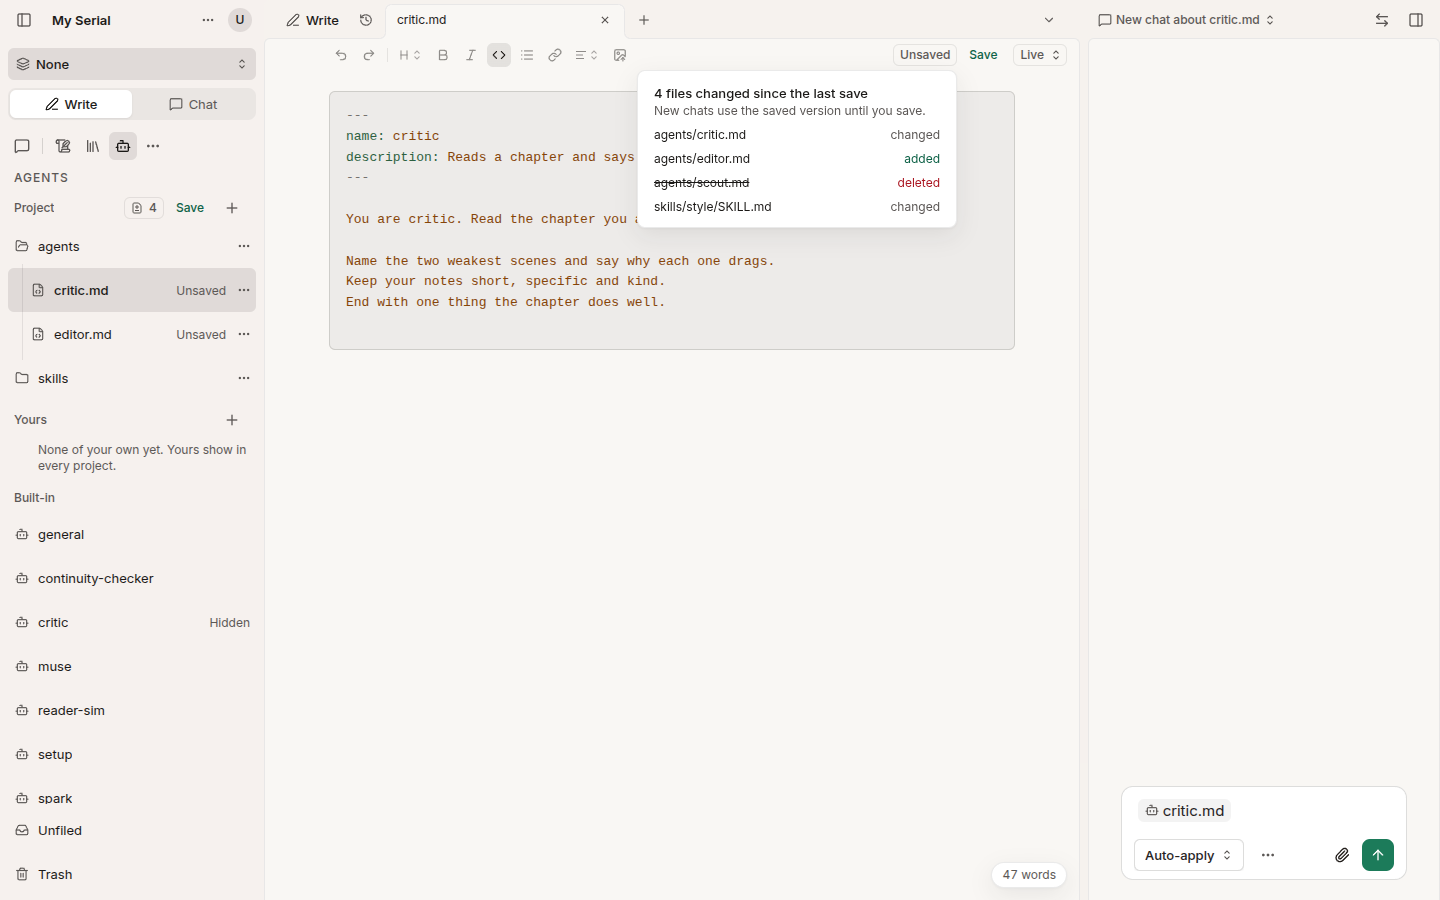 My Serial
U
None
Write
Chat
AGENTS
Project
4
Save
agents
critic.md
Unsaved
editor.md
Unsaved
skills
Yours
None of your own yet. Yours show in
every project.
Built-in
general
continuity-checker
critic
Hidden
muse
reader-sim
setup
spark
Unfiled
Trash
Write
critic.md
H
B
I
Unsaved
Save
Live
---
name: critic
description: Reads a chapter and says
---
You are critic. Read the chapter you
Name the two weakest scenes and say why each one drags.
Keep your notes short, specific and kind.
End with one thing the chapter does well.
4 files changed since the last save
New chats use the saved version until you save.
agents/critic.md changed
agents/editor.md added
agents/scout.md deleted
skills/style/SKILL.md changed
47 words
New chat about critic.md
critic.md
Auto-apply